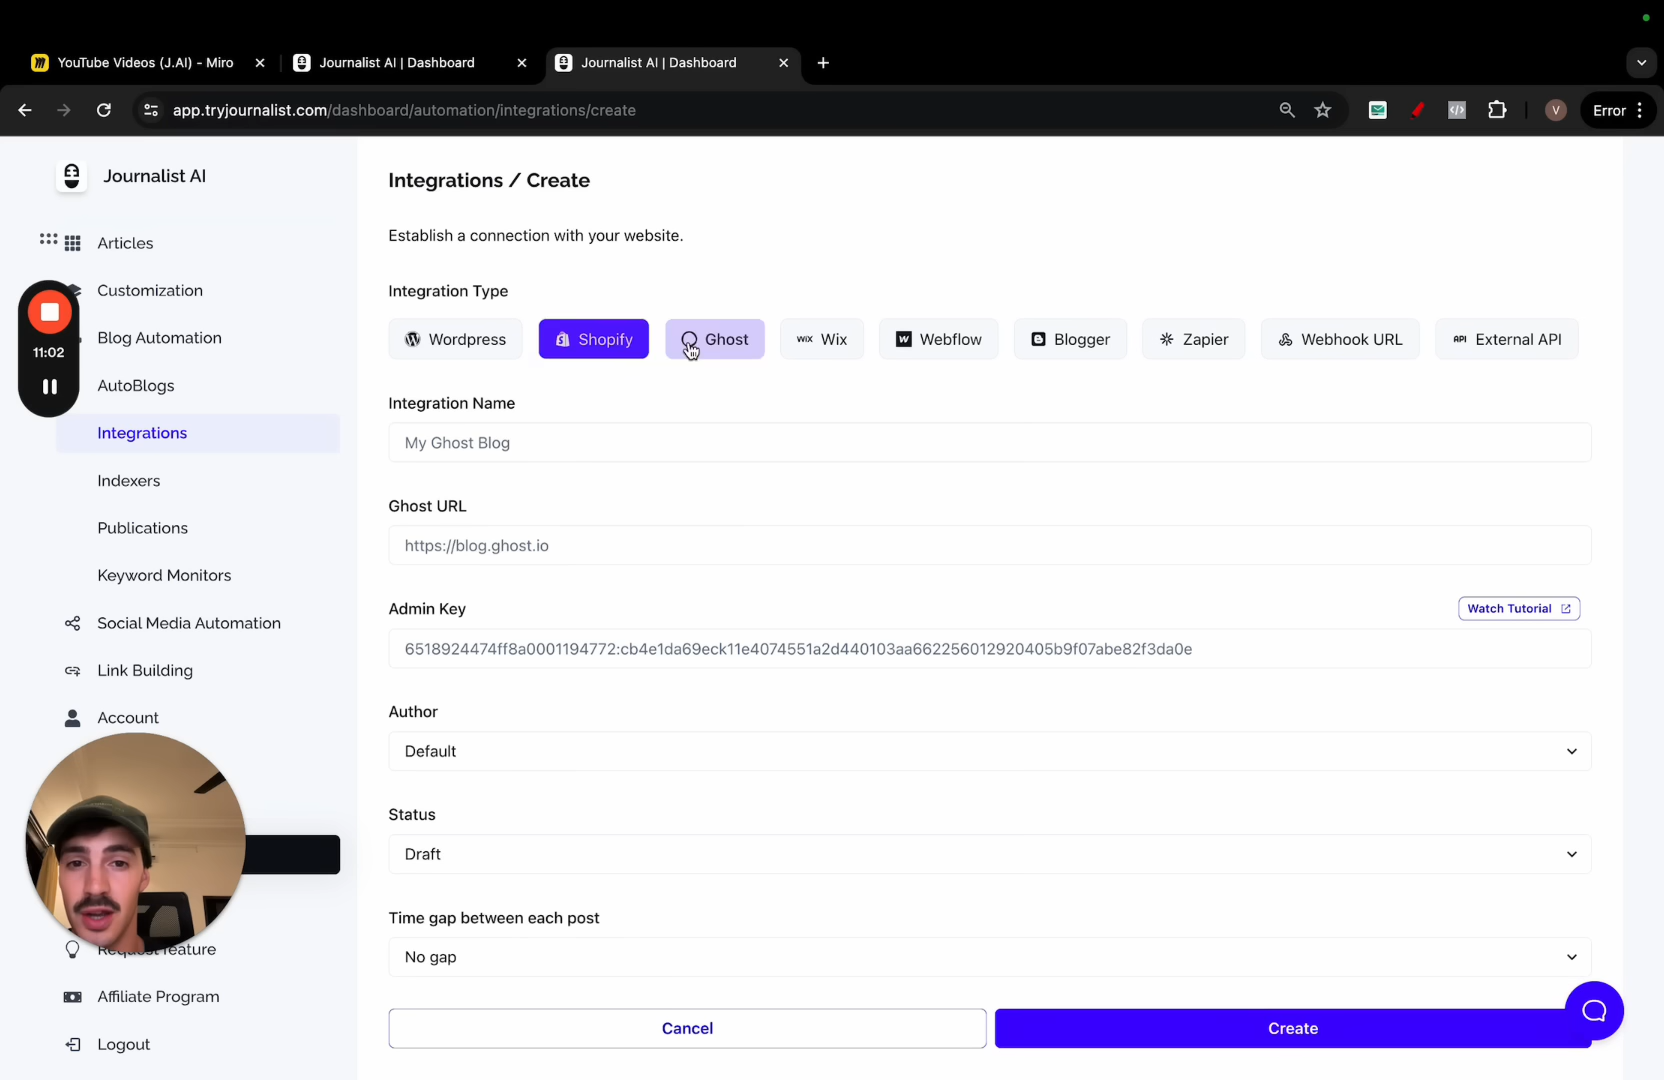 YouTube Videos (J.AI) - Miro
Journalist AI | Dashboard
Journalist AI | Dashboard
app.tryjournalist.com/dashboard/automation/integrations/create
V
Error
Journalist AI
Articles
Customization
Blog Automation
AutoBlogs
Integrations
Indexers
Publications
Keyword Monitors
Social Media Automation
Link Building
Account
Request feature
Affiliate Program
Logout
11:02
Integrations / Create
Establish a connection with your website.
Integration Type
Wordpress
Shopify
Ghost
WIX Wix
Webflow
Blogger
Zapier
Webhook URL
API External API
Integration Name
My Ghost Blog
Ghost URL
https://blog.ghost.io
Admin Key
Watch Tutorial
6518924474ff8a0001194772:cb4e1da69eck11e4074551a2d440103aa662256012920405b9f07abe82f3da0e
Author
Default
Status
Draft
Time gap between each post
No gap
Cancel
Create